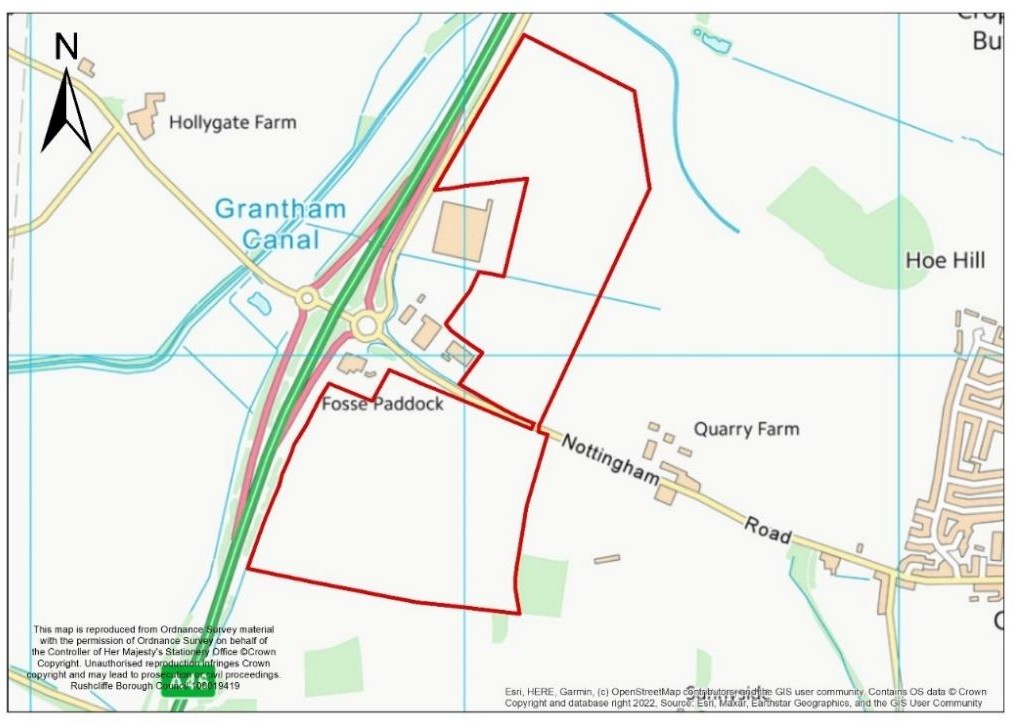 Crop
Bu
N
Hollygate Farm
Grantham
Canal
Hoe Hill
Fosse Paddock
Quarry Farm
Nottingham
Road
This map is reproduced from Ordnance Survey material
with the permission of Ordnance Survey on behalf of
the Controller of Her Majesty's Stationery Office ©Crown
Copyright. Unauthorised reproduction infringes Crown
copyright and may lead to prosecution or civil proceedings.
Rushcliffe Borough Council
A46
Sunnyside
Esri, HERE, Garmin, (c) OpenStreetMap contributors, and the GIS user community, Contains OS data © Crown
Copyright and database right 2022, Source: Esri, Maxar, Earthstar Geographics, and the GIS User Community